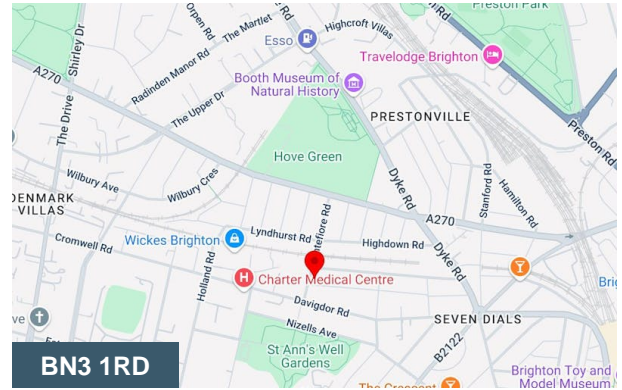 Preston Park
Orpen Rd
The Martlet
Dyke Rd
Highcroft Villas
Esso
Travelodge Brighton
Shirley Dr
A270
Radinden Manor Rd
The Upper Dr
Booth Museum of
Natural History
PRESTONVILLE
Preston Rd
The Drive
Hove Green
Wilbury Ave
Wilbury Cres
Dyke Rd
Stanford Rd
Hamilton Rd
DENMARK
VILLAS
A270
Lyndhurst Rd
Wickes Brighton
Highdown Rd
Cromwell Rd
Holland Rd
Charter Medical Centre
Davigdor Rd
Nizells Ave
SEVEN DIALS
St Ann's Well
Gardens
B2122
BN3 1RD
The Crescent
Brighton Toy and
Model Museum